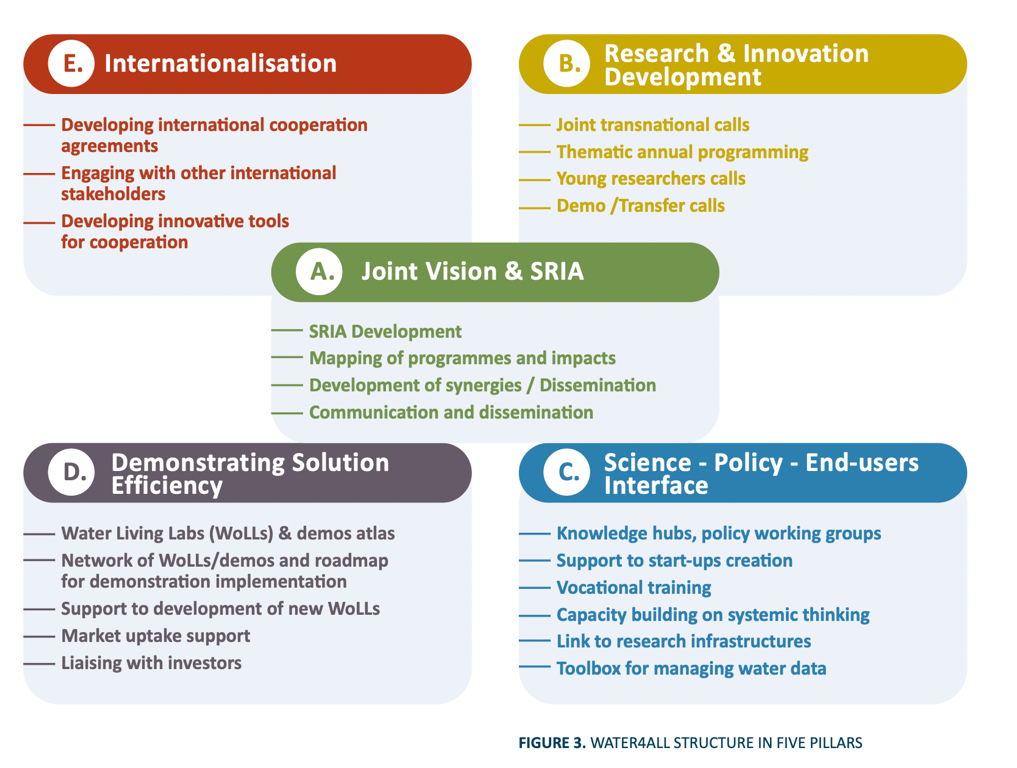 E. Internationalisation
Developing international cooperation
agreements
Engaging with other international
stakeholders
Developing innovative tools
for cooperation
B. Research & Innovation
Development
Joint transnational calls
Thematic annual programming
Young researchers calls
Demo /Transfer calls
A. Joint Vision & SRIA
SRIA Development
Mapping of programmes and impacts
Development of synergies / Dissemination
Communication and dissemination
D. Demonstrating Solution
Efficiency
Water Living Labs (WoLLs) & demos atlas
Network of WoLLs/demos and roadmap
for demonstration implementation
Support to development of new WoLLs
Market uptake support
Liaising with investors
C. Science - Policy - End-users
Interface
Knowledge hubs, policy working groups
Support to start-ups creation
Vocational training
Capacity building on systemic thinking
Link to research infrastructures
Toolbox for managing water data
FIGURE 3. WATER4ALL STRUCTURE IN FIVE PILLARS